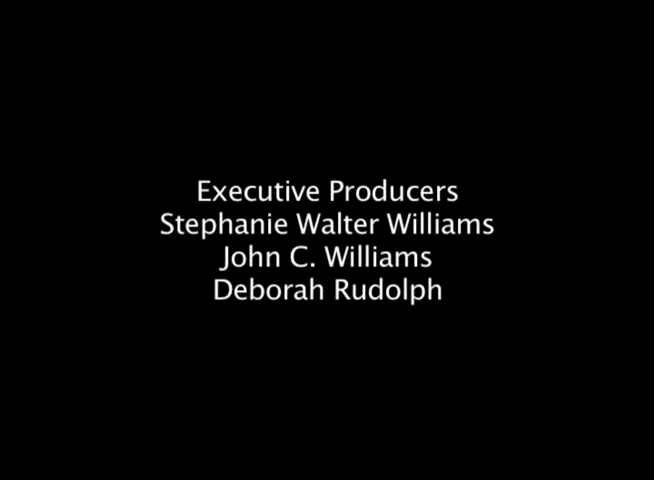 Executive Producers
Stephanie Walter Williams
John C. Williams
Deborah Rudolph